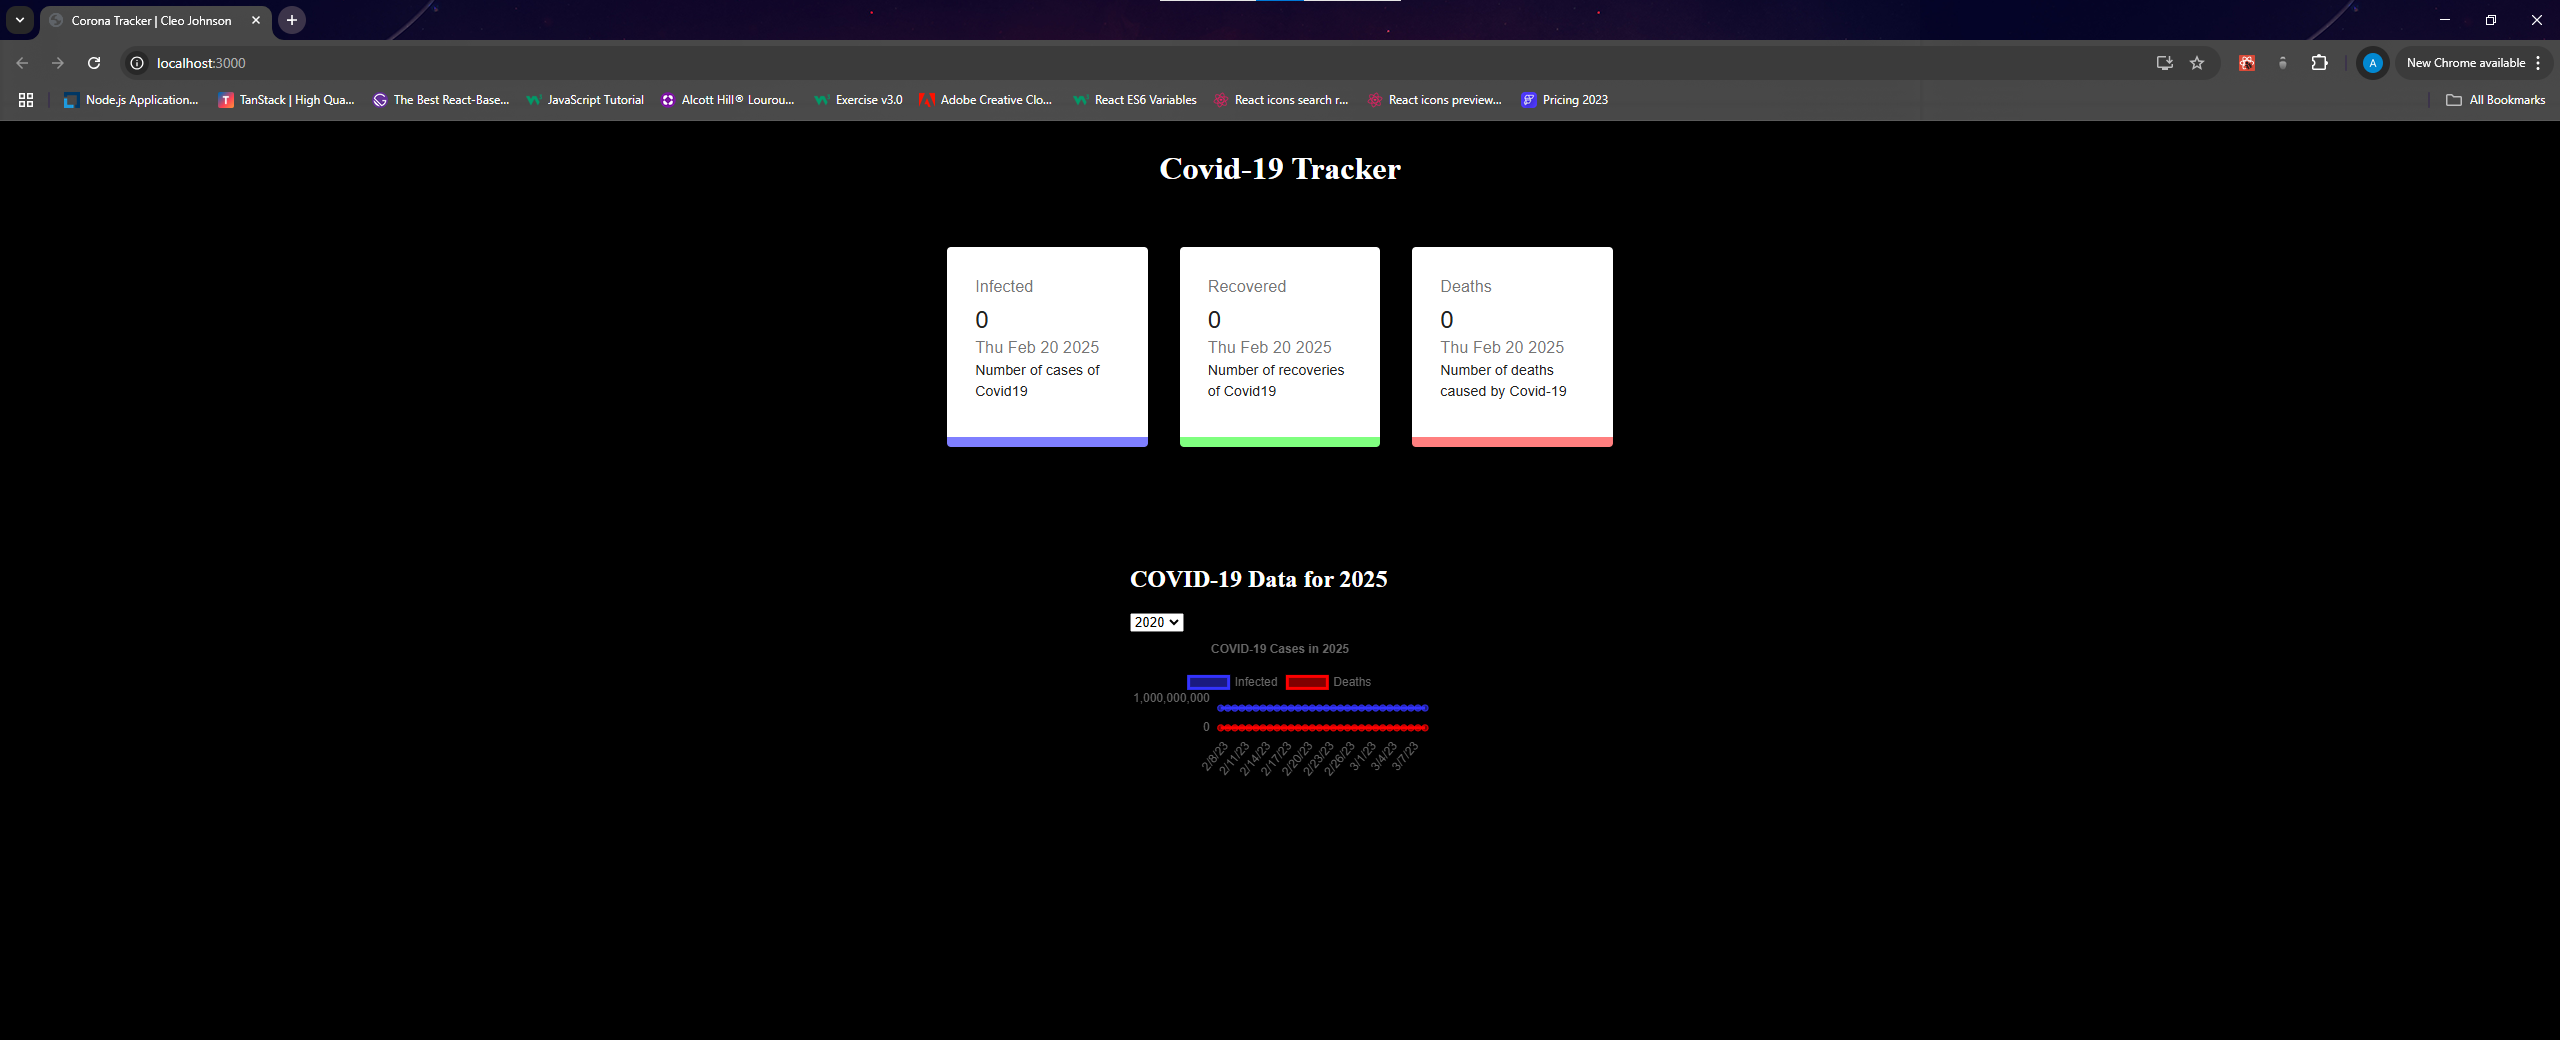 Corona Tracker | Cleo Johnson
localhost:3000
A
New Chrome available
Node.js Application...
TanStack | High Qua...
The Best React-Base...
JavaScript Tutorial
Alcott Hill® Lourou...
Exercise v3.0
Adobe Creative Clo...
React ES6 Variables
React icons search r...
React icons preview...
Pricing 2023
All Bookmarks
Covid-19 Tracker
Infected
0
Thu Feb 20 2025
Number of cases of
Covid19
Recovered
0
Thu Feb 20 2025
Number of recoveries
of Covid19
Deaths
0
Thu Feb 20 2025
Number of deaths
caused by Covid-19
COVID-19 Data for 2025
2020
COVID-19 Cases in 2025
Infected Deaths
1,000,000,000
0
2/8/23 2/11/23 2/14/23 2/17/23 2/20/23 2/23/23 2/26/23 3/1/23 3/4/23 3/7/23